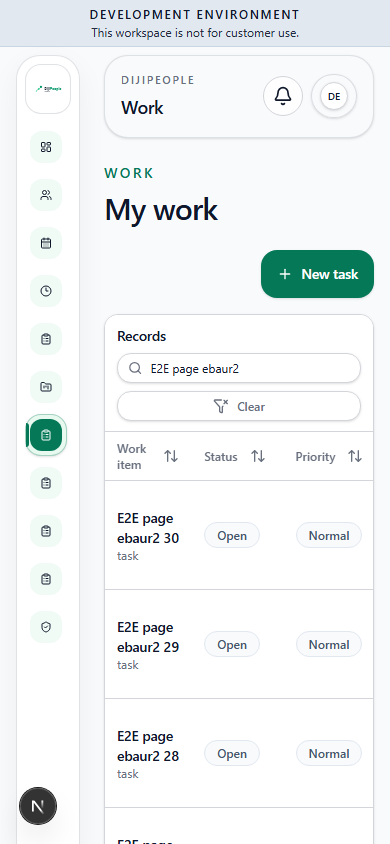 DEVELOPMENT ENVIRONMENT
This workspace is not for customer use.
DIJIPEOPLE
Work
DE
WORK
My work
New task
Records
E2E page ebaur2
Clear
Work item
Status
Priority
E2E page
ebaur2 30
task
Open
Normal
E2E page
ebaur2 29
task
Open
Normal
E2E page
ebaur2 28
task
Open
Normal
N